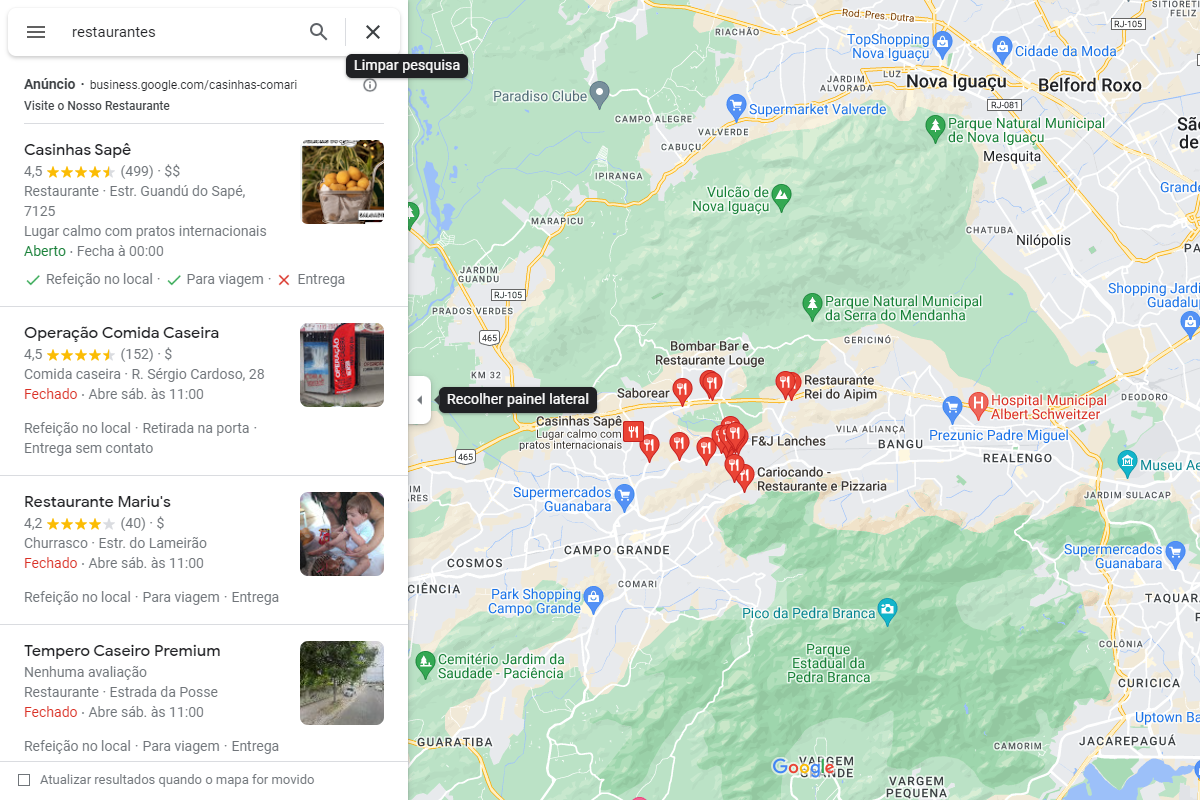 restaurantes
Limpar pesquisa
Anúncio · business.google.com/casinhas-comari
Visite o Nosso Restaurante
Casinhas Sapê
4,5 (499) · $$
Restaurante · Estr. Guandú do Sapê,
7125
Lugar calmo com pratos internacionais
Aberto · Fecha à 00:00
Refeição no local · Para viagem · Entrega
Operação Comida Caseira
4,5 (152) · $
Comida caseira · R. Sérgio Cardoso, 28
Fechado · Abre sáb. às 11:00
Refeição no local · Retirada na porta ·
Entrega sem contato
Restaurante Mariu's
4,2 (40) · $
Churrasco · Estr. do Lameirão
Fechado · Abre sáb. às 11:00
Refeição no local · Para viagem · Entrega
Tempero Caseiro Premium
Nenhuma avaliação
Restaurante · Estrada da Posse
Fechado · Abre sáb. às 11:00
Refeição no local · Para viagem · Entrega
Atualizar resultados quando o mapa for movido
Recolher painel lateral
Rod. Pres. Dutra
SITEIRO
FELIZ
RJ-105
RIACHÃO
TopShopping
Nova Iguaçu
Cidade da Moda
LUZ
Nova Iguaçu
Belford Roxo
JARDIM
ALVORADA
Paradiso Clube
RJ-081
Supermarket Valverde
CAMPO ALEGRE
VALVERDE
CABUÇU
Parque Natural Municipal
de Nova Iguaçu
São
de
Mesquita
IPIRANGA
Vulcão de
Nova Iguaçu
Grande
MARAPICU
CHATUBA
Nilópolis
PA
JARDIM
GUANDU
RJ-105
PRADOS VERDES
Shopping Jardi
Guadalu
Parque Natural Municipal
da Serra do Mendanha
465
GERICINÓ
Bombar Bar e
Restaurante Louge
KM 32
Saborear
Restaurante
Rei do Aipim
Hospital Municipal
Albert Schweitzer
DEODORO
Casinhas Sapê
Lugar calmo com
pratos internacionais
F&J Lanches
VILA ALIANÇA
BANGU
Prezunic Padre Miguel
465
REALENGO
Cariocando -
Restaurante e Pizzaria
Museu Ae
IM
ARES
Supermercados
Guanabara
JARDIM SULACAP
CAMPO GRANDE
COSMOS
Supermercados
Guanabara
COMARI
CIÊNCIA
Park Shopping
Campo Grande
TAQUAR
Pico da Pedra Branca
Parque
Estadual da
Pedra Branca
COLÔNIA
Cemitério Jardim da
Saudade - Paciência
CURICICA
Uptown Ba
GUARATIBA
JACAREPAGUÁ
CAMORIM
Google
VARGEM
GRANDE
VARGEM
PEQUENA